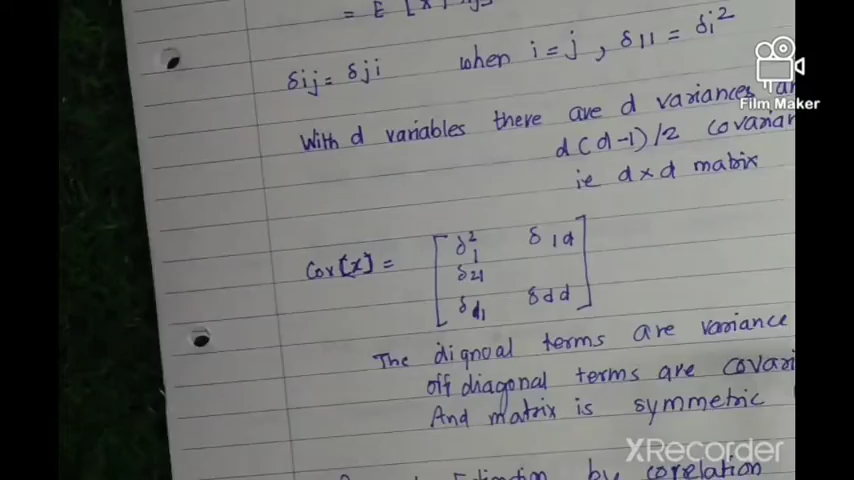 = E [X
δij = δji when i = j , δ11 = δi²
With d variables there are d variances
d(d-1)/2 covarian
ie d×d matrix
Cov[x] = [ δ1² δ1d
δ21
δd1 δdd ]
The dignoal terms are variance
off diagonal terms are covari
And matrix is symmetric
by corelation
Film Maker
XRecorder